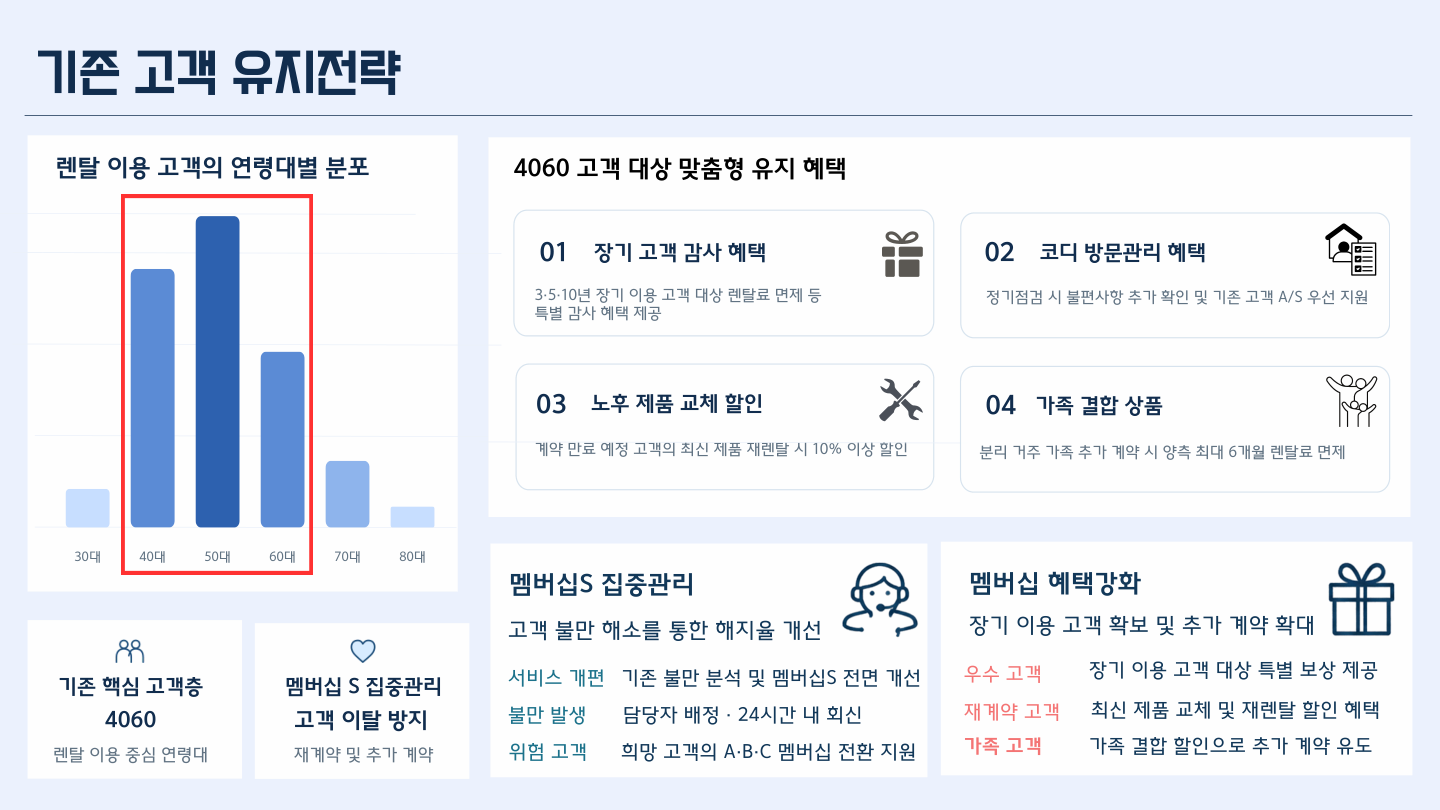 기존 고객 유지전략
렌탈 이용 고객의 연령대별 분포
30대 40대 50대 60대 70대 80대
기존 핵심 고객층
4060
렌탈 이용 중심 연령대
멤버십 S 집중관리
고객 이탈 방지
재계약 및 추가 계약
4060 고객 대상 맞춤형 유지 혜택
01 장기 고객 감사 혜택
3·5·10년 장기 이용 고객 대상 렌탈료 면제 등
특별 감사 혜택 제공
02 코디 방문관리 혜택
정기점검 시 불편사항 추가 확인 및 기존 고객 A/S 우선 지원
03 노후 제품 교체 할인
계약 만료 예정 고객의 최신 제품 재렌탈 시 10% 이상 할인
04 가족 결합 상품
분리 거주 가족 추가 계약 시 양측 최대 6개월 렌탈료 면제
멤버십S 집중관리
고객 불만 해소를 통한 해지율 개선
서비스 개편 기존 불만 분석 및 멤버십S 전면 개선
불만 발생 담당자 배정 · 24시간 내 회신
위험 고객 희망 고객의 A·B·C 멤버십 전환 지원
멤버십 혜택강화
장기 이용 고객 확보 및 추가 계약 확대
우수 고객 장기 이용 고객 대상 특별 보상 제공
재계약 고객 최신 제품 교체 및 재렌탈 할인 혜택
가족 고객 가족 결합 할인으로 추가 계약 유도